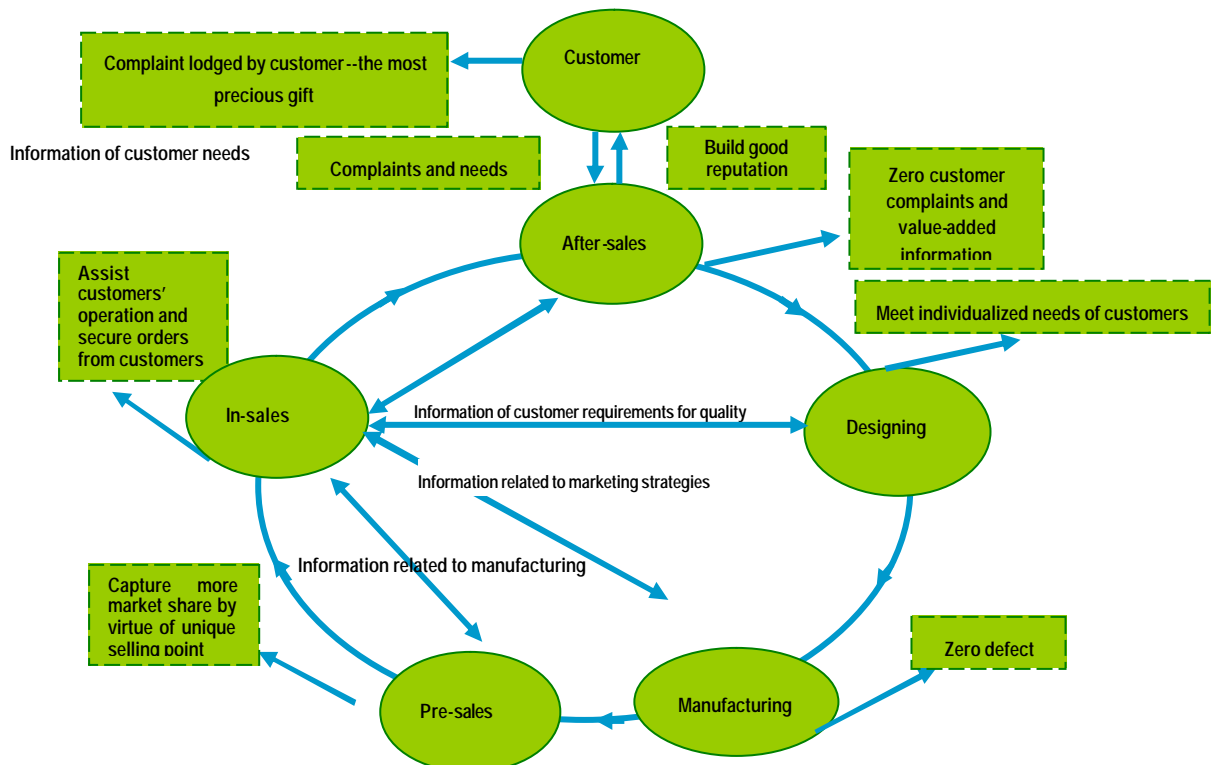 Customer
Complaint lodged by customer--the most
precious gift
Information of customer needs
Complaints and needs
Build good
reputation
Zero customer
complaints and
value-added
information
After-sales
Assist
customers'
operation and
secure orders
from customers
Meet individualized needs of customers
In-sales
Information of customer requirements for quality
Designing
Information related to marketing strategies
Information related to manufacturing
Capture more
market share by
virtue of unique
selling point
Zero defect
Pre-sales
Manufacturing